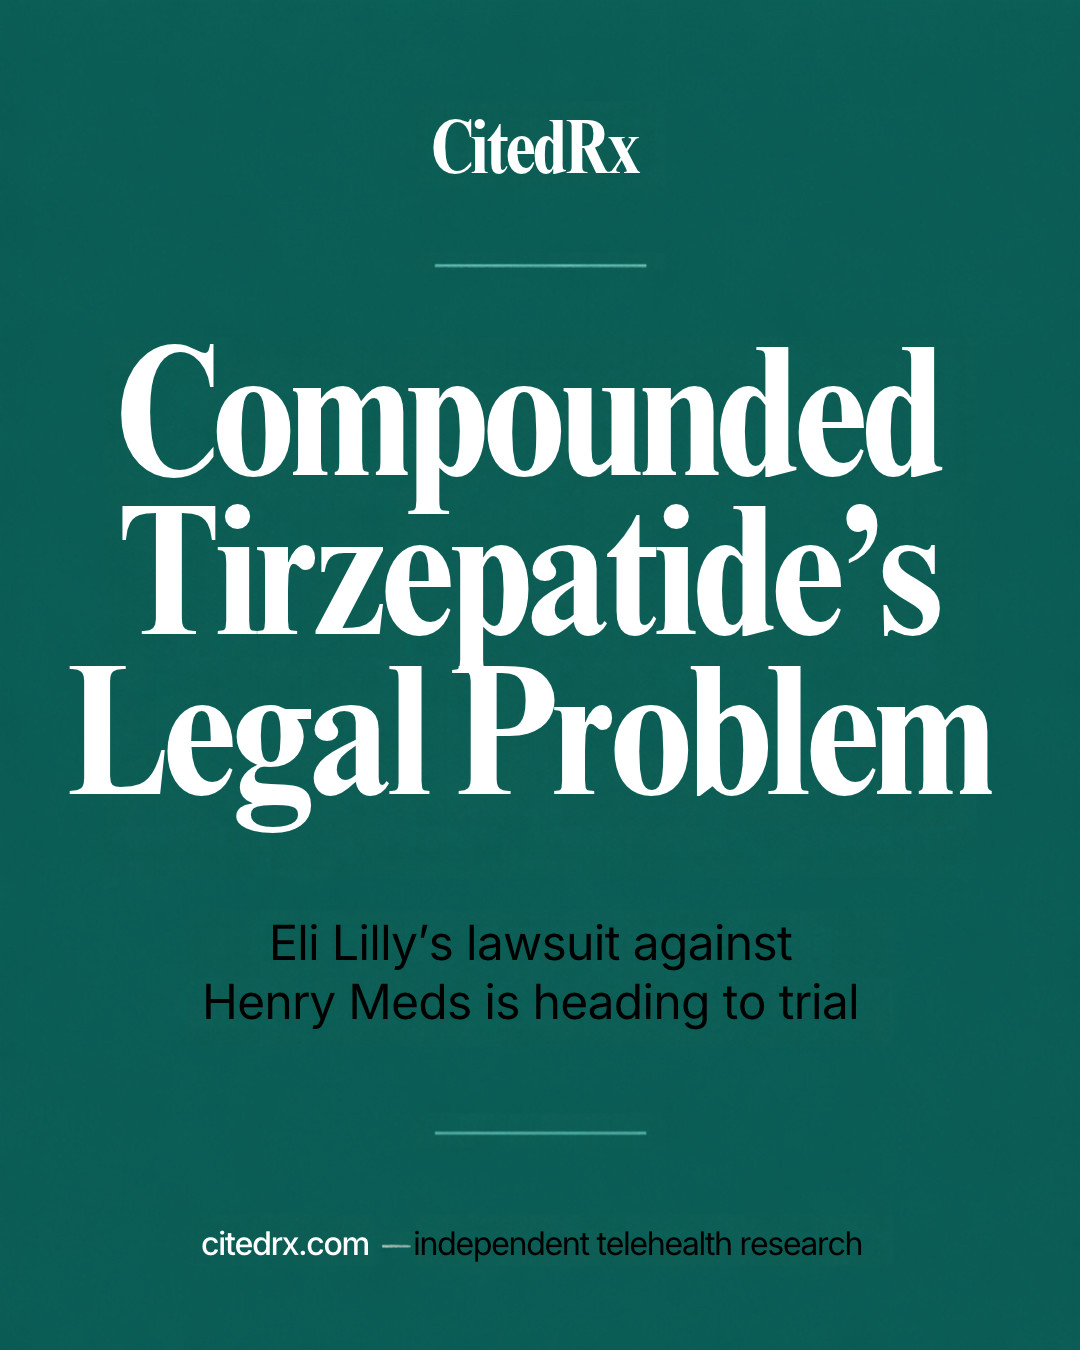 CitedRx
Compounded
Tirzepatide’s
Legal Problem
Eli Lilly’s lawsuit against
Henry Meds is heading to trial
citedrx.com — independent telehealth research